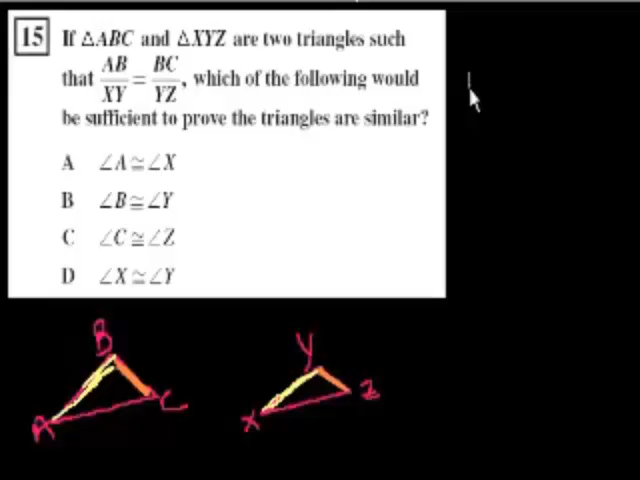 15 If △ABC and △XYZ are two triangles such
that AB/XY = BC/YZ, which of the following would
be sufficient to prove the triangles are similar?
A ∠A ≅ ∠X
B ∠B ≅ ∠Y
C ∠C ≅ ∠Z
D ∠X ≅ ∠Y
B
A
C
Y
X
Z